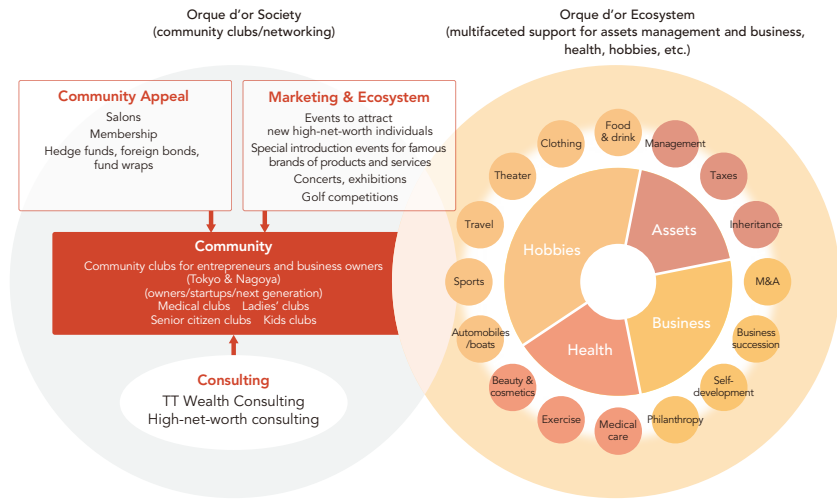 Orque d'or Society
(community clubs/networking)
Orque d'or Ecosystem
(multifaceted support for assets management and business,
health, hobbies, etc.)
Community Appeal
Salons
Membership
Hedge funds, foreign bonds,
fund wraps
Marketing & Ecosystem
Events to attract
new high-net-worth individuals
Special introduction events for famous
brands of products and services
Concerts, exhibitions
Golf competitions
Community
Community clubs for entrepreneurs and business owners
(Tokyo & Nagoya)
(owners/startups/next generation)
Medical clubs Ladies' clubs
Senior citizen clubs Kids clubs
Consulting
TT Wealth Consulting
High-net-worth consulting
Food
& drink
Management
Taxes
Inheritance
M&A
Business
succession
Self-
development
Philanthropy
Medical
care
Exercise
Beauty &
cosmetics
Automobiles
/boats
Sports
Travel
Theater
Clothing
Hobbies
Assets
Business
Health